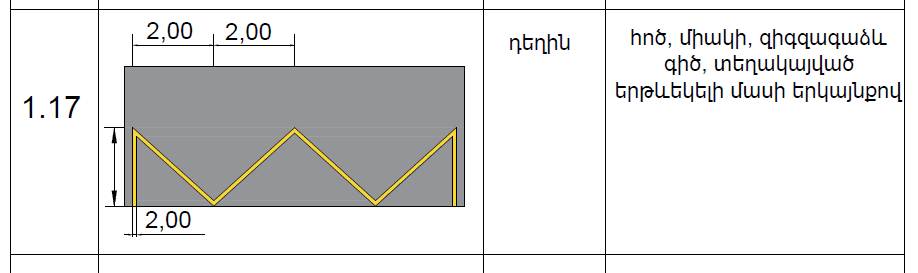 1.17
2,00 2,00
2,00
դեղին
հոծ, միակի, զիգզագաձև
գիծ, տեղակայված
երթևեկելի մասի երկայնքով